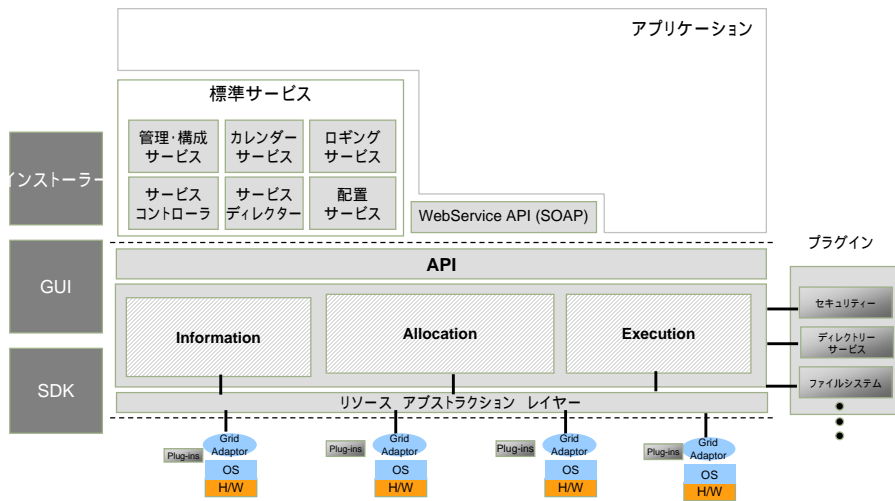 アプリケーション
標準サービス
管理・構成
サービス
カレンダー
サービス
ロギング
サービス
サービス
コントローラ
サービス
ディレクター
配置
サービス
WebService API (SOAP)
インストーラー
GUI
SDK
API
Information
Allocation
Execution
リソース アブストラクション レイヤー
プラグイン
セキュリティー
ディレクトリー
サービス
ファイルシステム
Plug-ins
Grid
Adaptor
OS
H/W
Plug-ins
Grid
Adaptor
OS
H/W
Plug-ins
Grid
Adaptor
OS
H/W
Plug-ins
Grid
Adaptor
OS
H/W